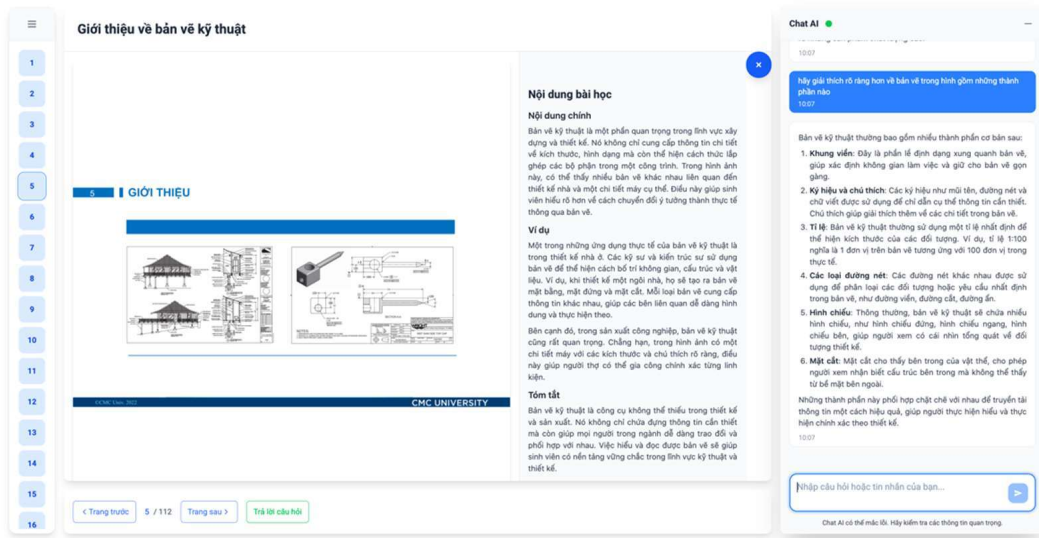 Giới thiệu về bản vẽ kỹ thuật
1
2
3
4
5
6
7
8
9
10
11
12
13
14
15
16
5 GIỚI THIỆU
©CMC Univ. 2022
CMC UNIVERSITY
Nội dung bài học
Nội dung chính
Bản vẽ kỹ thuật là một phần quan trọng trong lĩnh vực xây
dựng và thiết kế. Nó không chỉ cung cấp thông tin chi tiết
về kích thước, hình dạng mà còn thể hiện cách thức lắp
ghép các bộ phận trong một công trình. Trong hình ảnh
này, có thể thấy nhiều bản vẽ khác nhau liên quan đến
thiết kế nhà và một chi tiết máy cụ thể. Điều này giúp sinh
viên hiểu rõ hơn về cách chuyển đổi ý tưởng thành thực tế
thông qua bản vẽ.
Ví dụ
Một trong những ứng dụng thực tế của bản vẽ kỹ thuật là
trong thiết kế nhà ở. Các kỹ sư và kiến trúc sư sử dụng
bản vẽ để thể hiện cách bố trí không gian, cấu trúc và vật
liệu. Ví dụ, khi thiết kế một ngôi nhà, họ sẽ tạo ra bản vẽ
mặt bằng, mặt đứng và mặt cắt. Mỗi loại bản vẽ cung cấp
thông tin khác nhau, giúp các bên liên quan dễ dàng hình
dung và thực hiện theo.
Bên cạnh đó, trong sản xuất công nghiệp, bản vẽ kỹ thuật
cũng rất quan trọng. Chẳng hạn, trong hình ảnh có một
chi tiết máy với các kích thước và chú thích rõ ràng, điều
này giúp người thợ có thể gia công chính xác từng linh
kiện.
Tóm tắt
Bản vẽ kỹ thuật là công cụ không thể thiếu trong thiết kế
và sản xuất. Nó không chỉ chứa đựng thông tin cần thiết
mà còn giúp mọi người trong ngành dễ dàng trao đổi và
phối hợp với nhau. Việc hiểu và đọc được bản vẽ sẽ giúp
sinh viên có nền tảng vững chắc trong lĩnh vực kỹ thuật và
thiết kế.
< Trang trước
5 / 112
Trang sau >
Trả lời câu hỏi
Chat AI
10:07
hãy giải thích rõ ràng hơn về bản vẽ trong hình gồm những thành
phần nào
10:07
Bản vẽ kỹ thuật thường bao gồm nhiều thành phần cơ bản sau:
1. Khung viền: Đây là phần lề định dạng xung quanh bản vẽ,
giúp xác định không gian làm việc và giữ cho bản vẽ gọn
gàng.
2. Ký hiệu và chú thích: Các ký hiệu như mũi tên, đường nét và
chữ viết được sử dụng để chỉ dẫn cụ thể thông tin cần thiết.
Chú thích giúp giải thích thêm về các chi tiết trong bản vẽ.
3. Tỉ lệ: Bản vẽ kỹ thuật thường sử dụng một tỉ lệ nhất định để
thể hiện kích thước của các đối tượng. Ví dụ, tỉ lệ 1:100
nghĩa là 1 đơn vị trên bản vẽ tương ứng với 100 đơn vị trong
thực tế.
4. Các loại đường nét: Các đường nét khác nhau được sử
dụng để phân loại các đối tượng hoặc yêu cầu nhất định
trong bản vẽ, như đường viền, đường cắt, đường ẩn.
5. Hình chiếu: Thông thường, bản vẽ kỹ thuật sẽ chứa nhiều
hình chiếu, như hình chiếu đứng, hình chiếu ngang, hình
chiếu bên, giúp người xem có cái nhìn tổng quát về đối
tượng thiết kế.
6. Mặt cắt: Mặt cắt cho thấy bên trong của vật thể, cho phép
người xem nhận biết cấu trúc bên trong mà không thể thấy
từ bề mặt bên ngoài.
Những thành phần này phối hợp chặt chẽ với nhau để truyền tải
thông tin một cách hiệu quả, giúp người thực hiện hiểu và thực
hiện chính xác theo thiết kế.
10:07
Nhập câu hỏi hoặc tin nhắn của bạn...
Chat AI có thể mắc lỗi. Hãy kiểm tra các thông tin quan trọng.